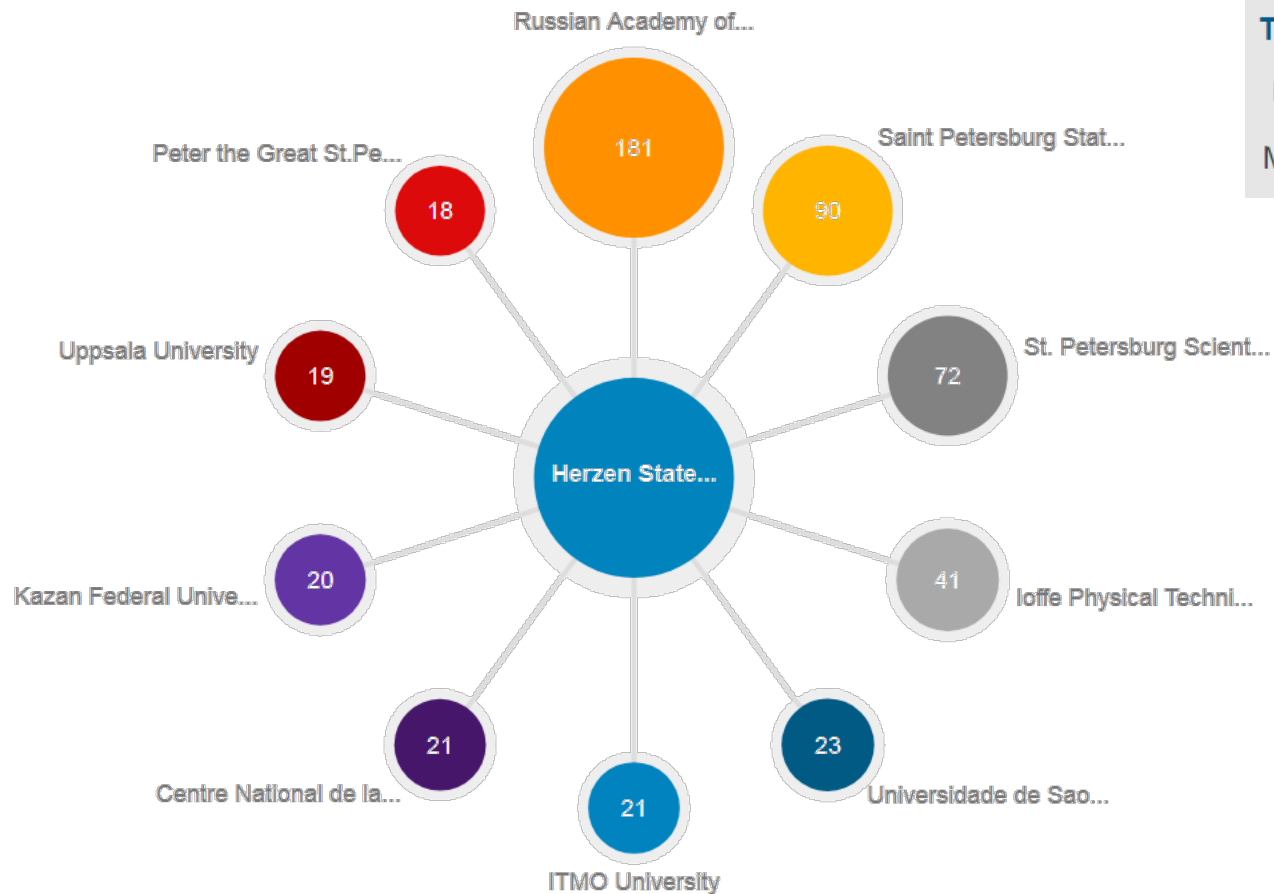 Russian Academy of...
181
Saint Petersburg Stat...
90
Peter the Great St.Pe...
18
St. Petersburg Scient...
72
Uppsala University
19
Herzen State...
Ioffe Physical Techni...
41
Kazan Federal Unive...
20
Universidade de Sao...
23
Centre National de la...
21
21
ITMO University
T
M